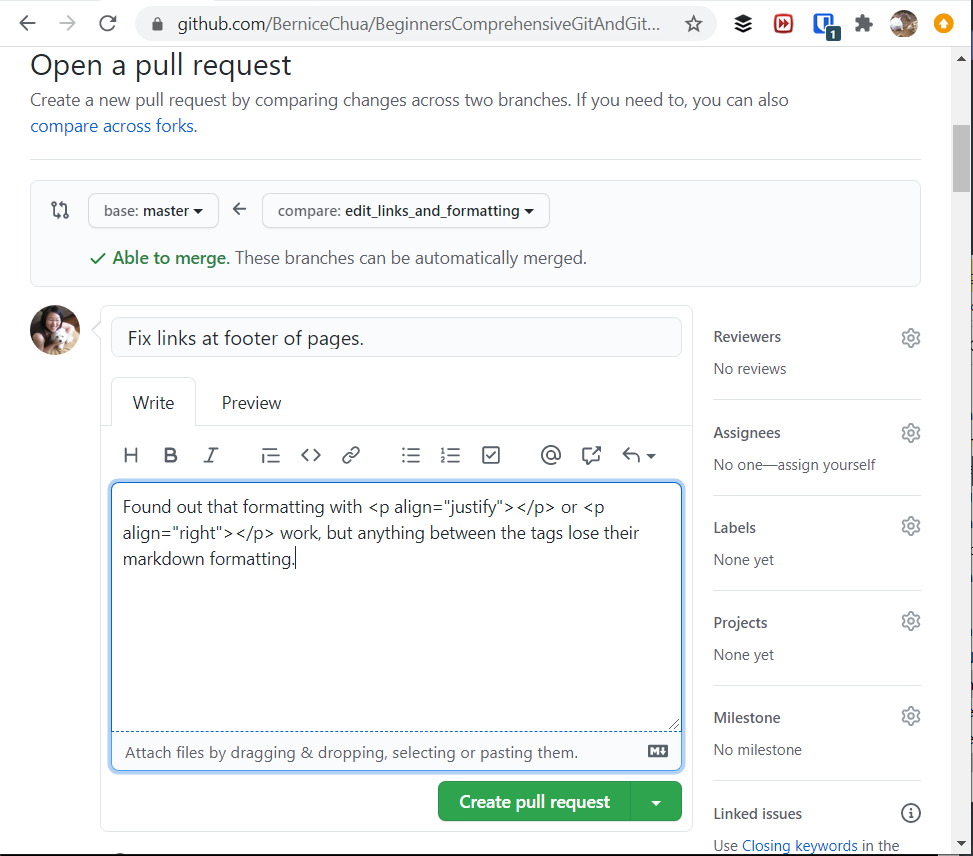 github.com/BerniceChua/BeginnersComprehensiveGitAndGit...
1
Open a pull request
Create a new pull request by comparing changes across two branches. If you need to, you can also
compare across forks.
base: master
compare: edit_links_and_formatting
Able to merge. These branches can be automatically merged.
Fix links at footer of pages.
Write
Preview
H B I
Found out that formatting with <p align="justify"></p> or <p
align="right"></p> work, but anything between the tags lose their
markdown formatting.
Attach files by dragging & dropping, selecting or pasting them.
Create pull request
Reviewers
No reviews
Assignees
No one—assign yourself
Labels
None yet
Projects
None yet
Milestone
No milestone
Linked issues
Use Closing keywords in the